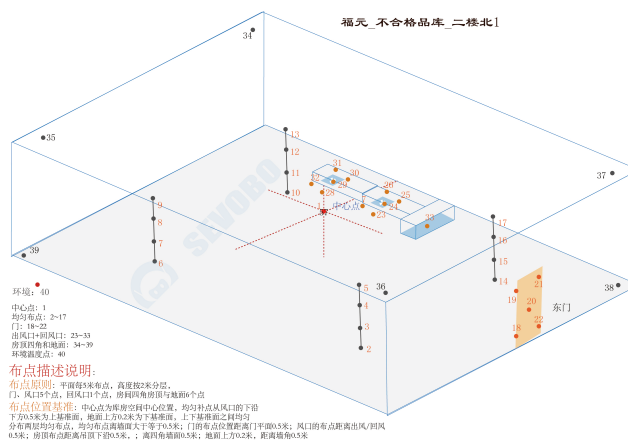 福元_不合格品库_二楼北1
34
35
13
12
11
10
31
32
30
29
28
26
25
24
23
33
1
中心点
37
9
8
7
6
17
16
15
14
39
36
38
5
4
3
2
21
19
20
22
18
东门
SAVOBO
环境：40
中心点：1
均匀布点：2~17
门：18~22
出风口+回风口：23~33
房顶四角和地面：34~39
环境温度点：40
布点描述说明:
布点原则：平面每5米布点，高度按2米分层，
门、风口5个点，回风口1个点，房间四角房顶与地面6个点
布点位置基准：中心点为库房空间中心位置，均匀补点从风口的下沿
下方0.5米为上基准面，地面上方0.2米为下基准面，上下基准面之间均匀
分布两层均匀布点，均匀布点离墙面大于等于0.5米；门的布点位置距离门平面0.5米；风口的布点距离出风/回风
0.5米；房顶布点距离吊顶下沿0.5米，；离四角墙面0.5米；地面上方0.2米，距离墙角0.5米